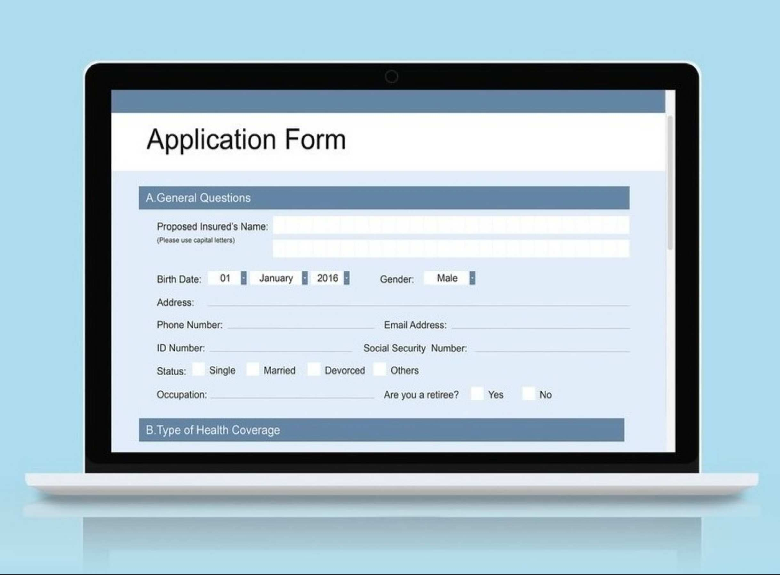 Application Form
A.General Questions
Proposed Insured's Name:
(Please use capital letters)
Birth Date: 01 January 2016 Gender: Male
Address:
Phone Number: Email Address:
ID Number: Social Security Number:
Status: Single Married Devorced Others
Occupation: Are you a retiree? Yes No
B.Type of Health Coverage